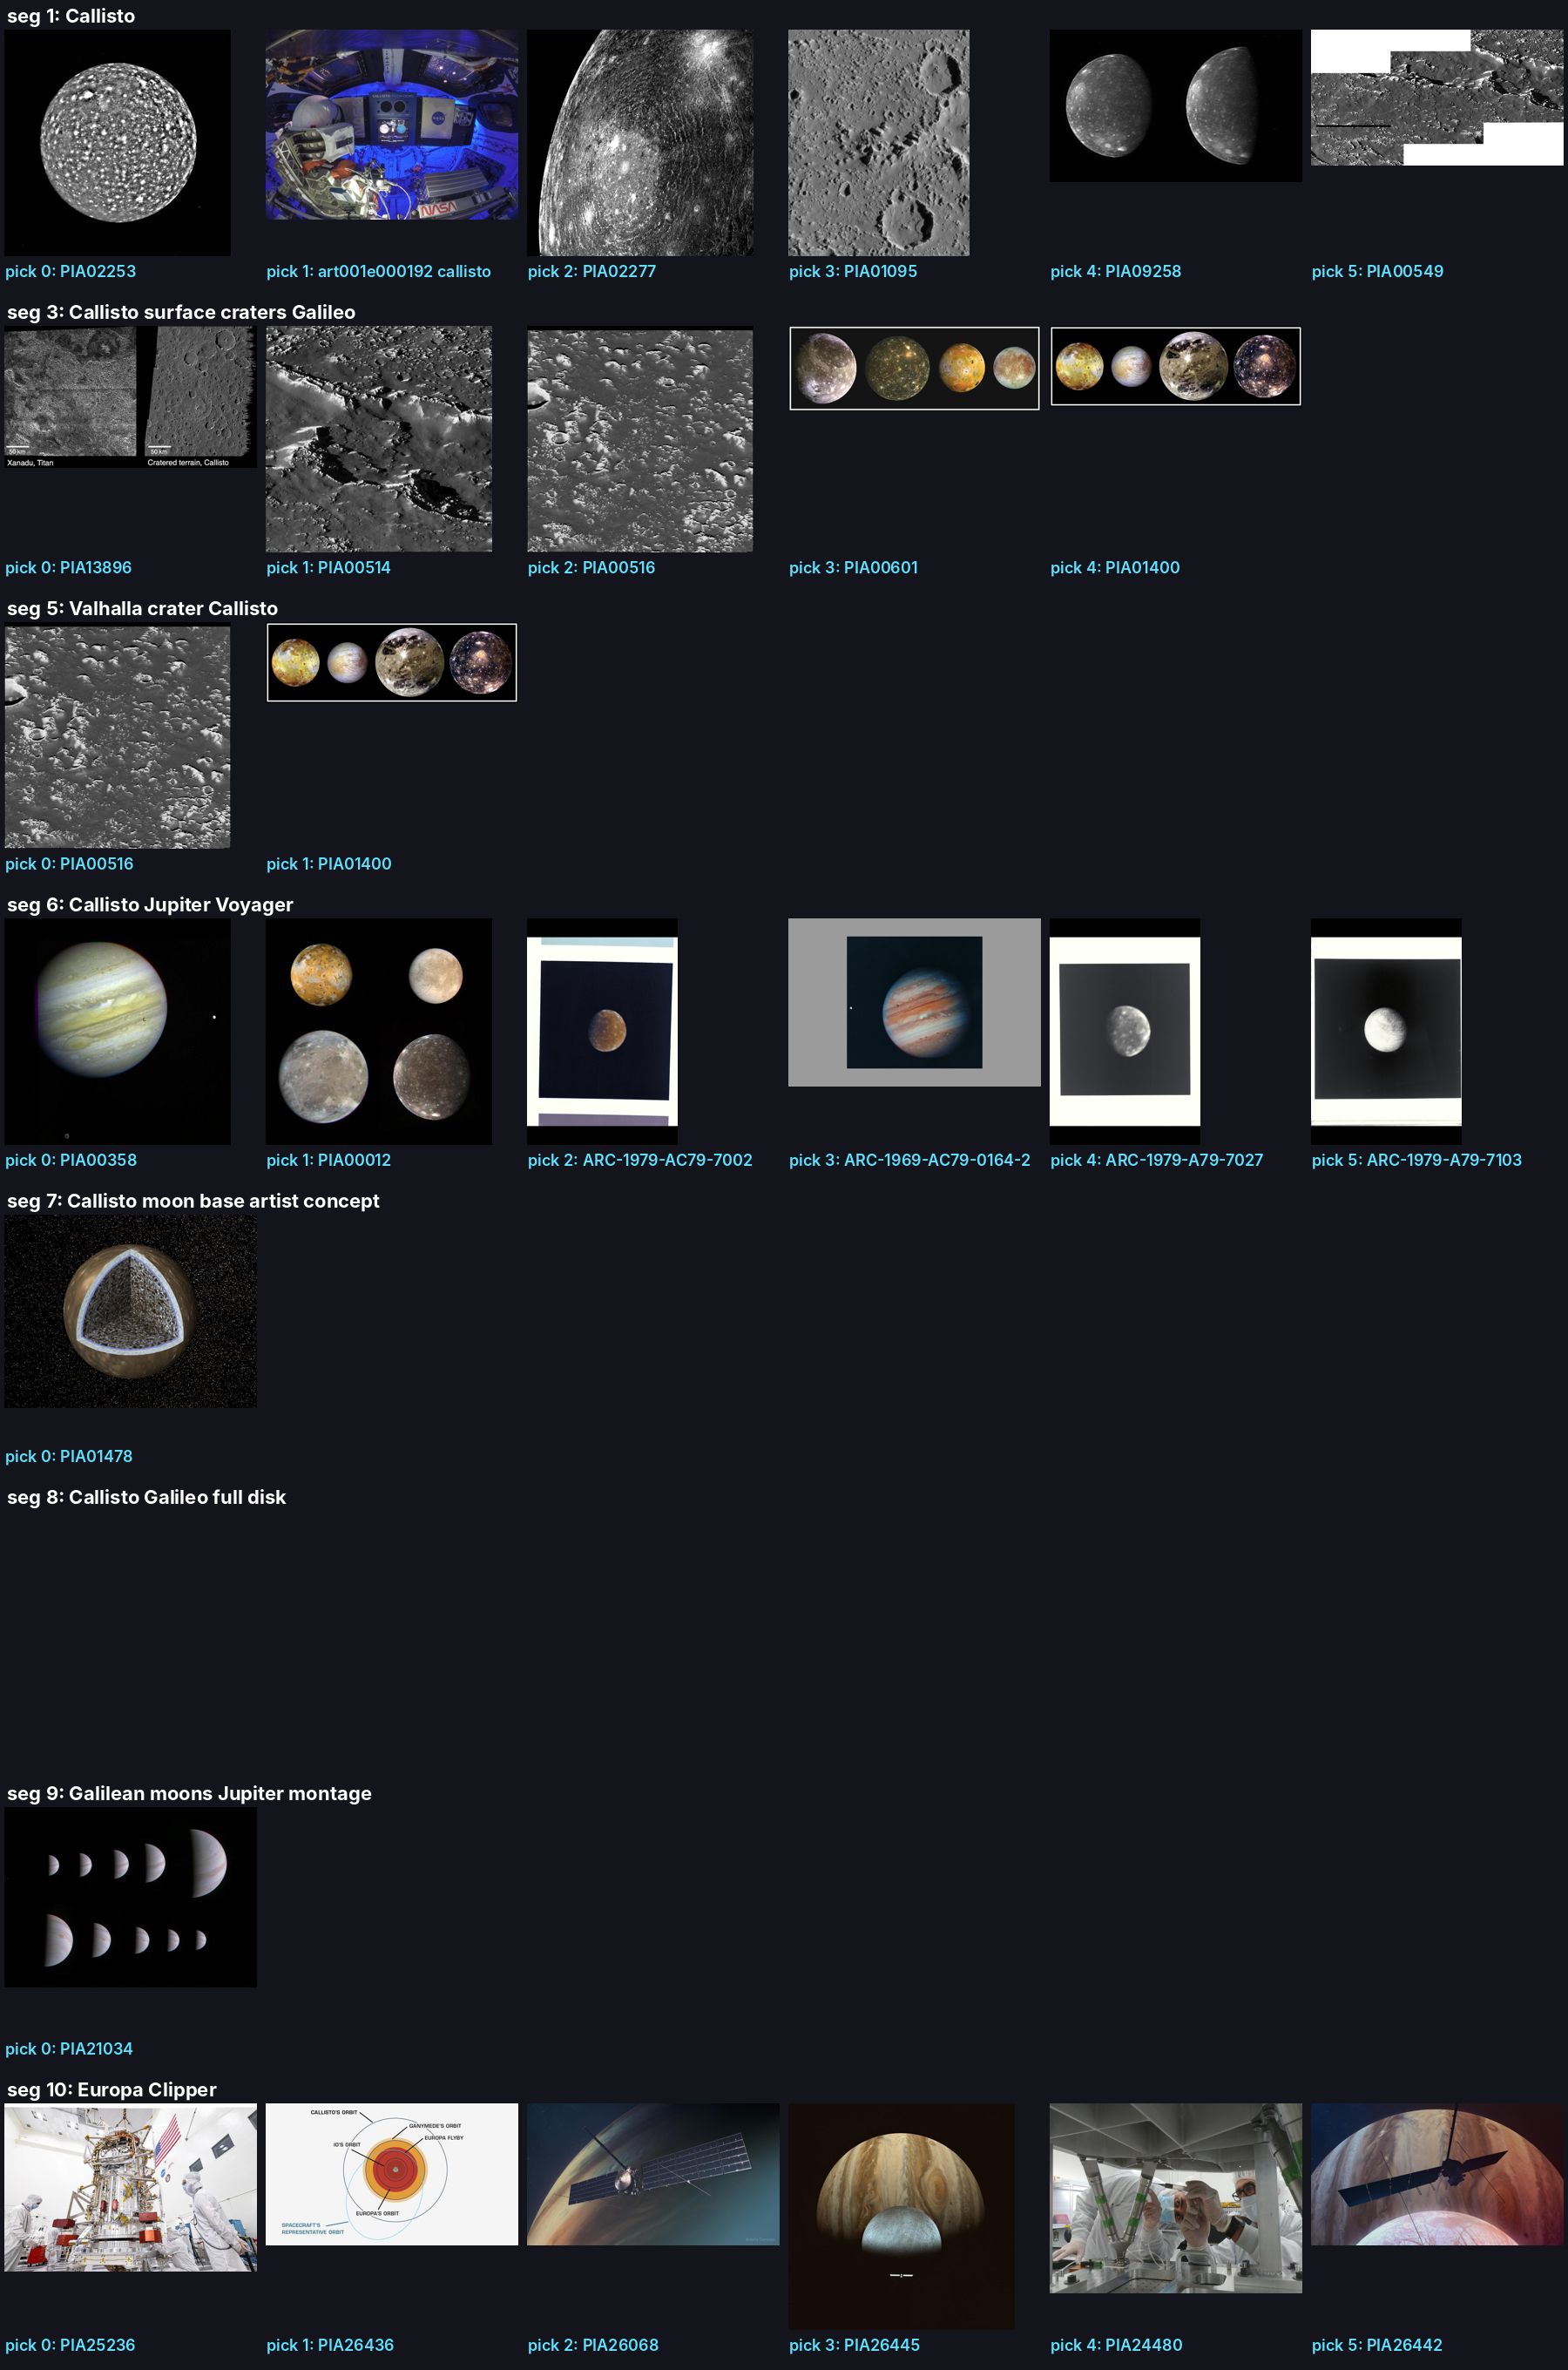 seg 1: Callisto
NASA
pick 0: PIA02253
pick 1: art001e000192 callisto
pick 2: PIA02277
pick 3: PIA01095
pick 4: PIA09258
pick 5: PIA00549
seg 3: Callisto surface craters Galileo
50 km
50 km
Xanadu, Titan
Cratered terrain, Callisto
pick 0: PIA13896
pick 1: PIA00514
pick 2: PIA00516
pick 3: PIA00601
pick 4: PIA01400
seg 5: Valhalla crater Callisto
pick 0: PIA00516
pick 1: PIA01400
seg 6: Callisto Jupiter Voyager
pick 0: PIA00358
pick 1: PIA00012
pick 2: ARC-1979-AC79-7002
pick 3: ARC-1969-AC79-0164-2
pick 4: ARC-1979-A79-7027
pick 5: ARC-1979-A79-7103
seg 7: Callisto moon base artist concept
pick 0: PIA01478
seg 8: Callisto Galileo full disk
seg 9: Galilean moons Jupiter montage
pick 0: PIA21034
seg 10: Europa Clipper
CALLISTO'S ORBIT
GANYMEDE'S ORBIT
EUROPA FLYBY
IO'S ORBIT
EUROPA'S ORBIT
SPACECRAFT'S
REPRESENTATIVE ORBIT
pick 0: PIA25236
pick 1: PIA26436
pick 2: PIA26068
pick 3: PIA26445
pick 4: PIA24480
pick 5: PIA26442